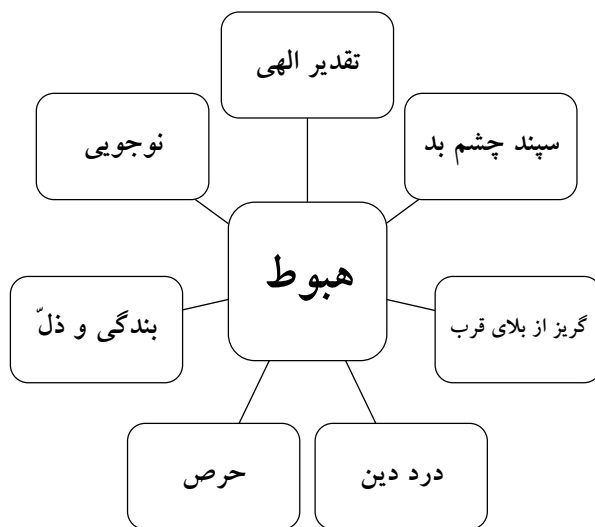 تقدیر الهی
سپند چشم بد
نوجویی
هبوط
گریز از بلای قرب
بندگی و ذلّ
درد دین
حرص